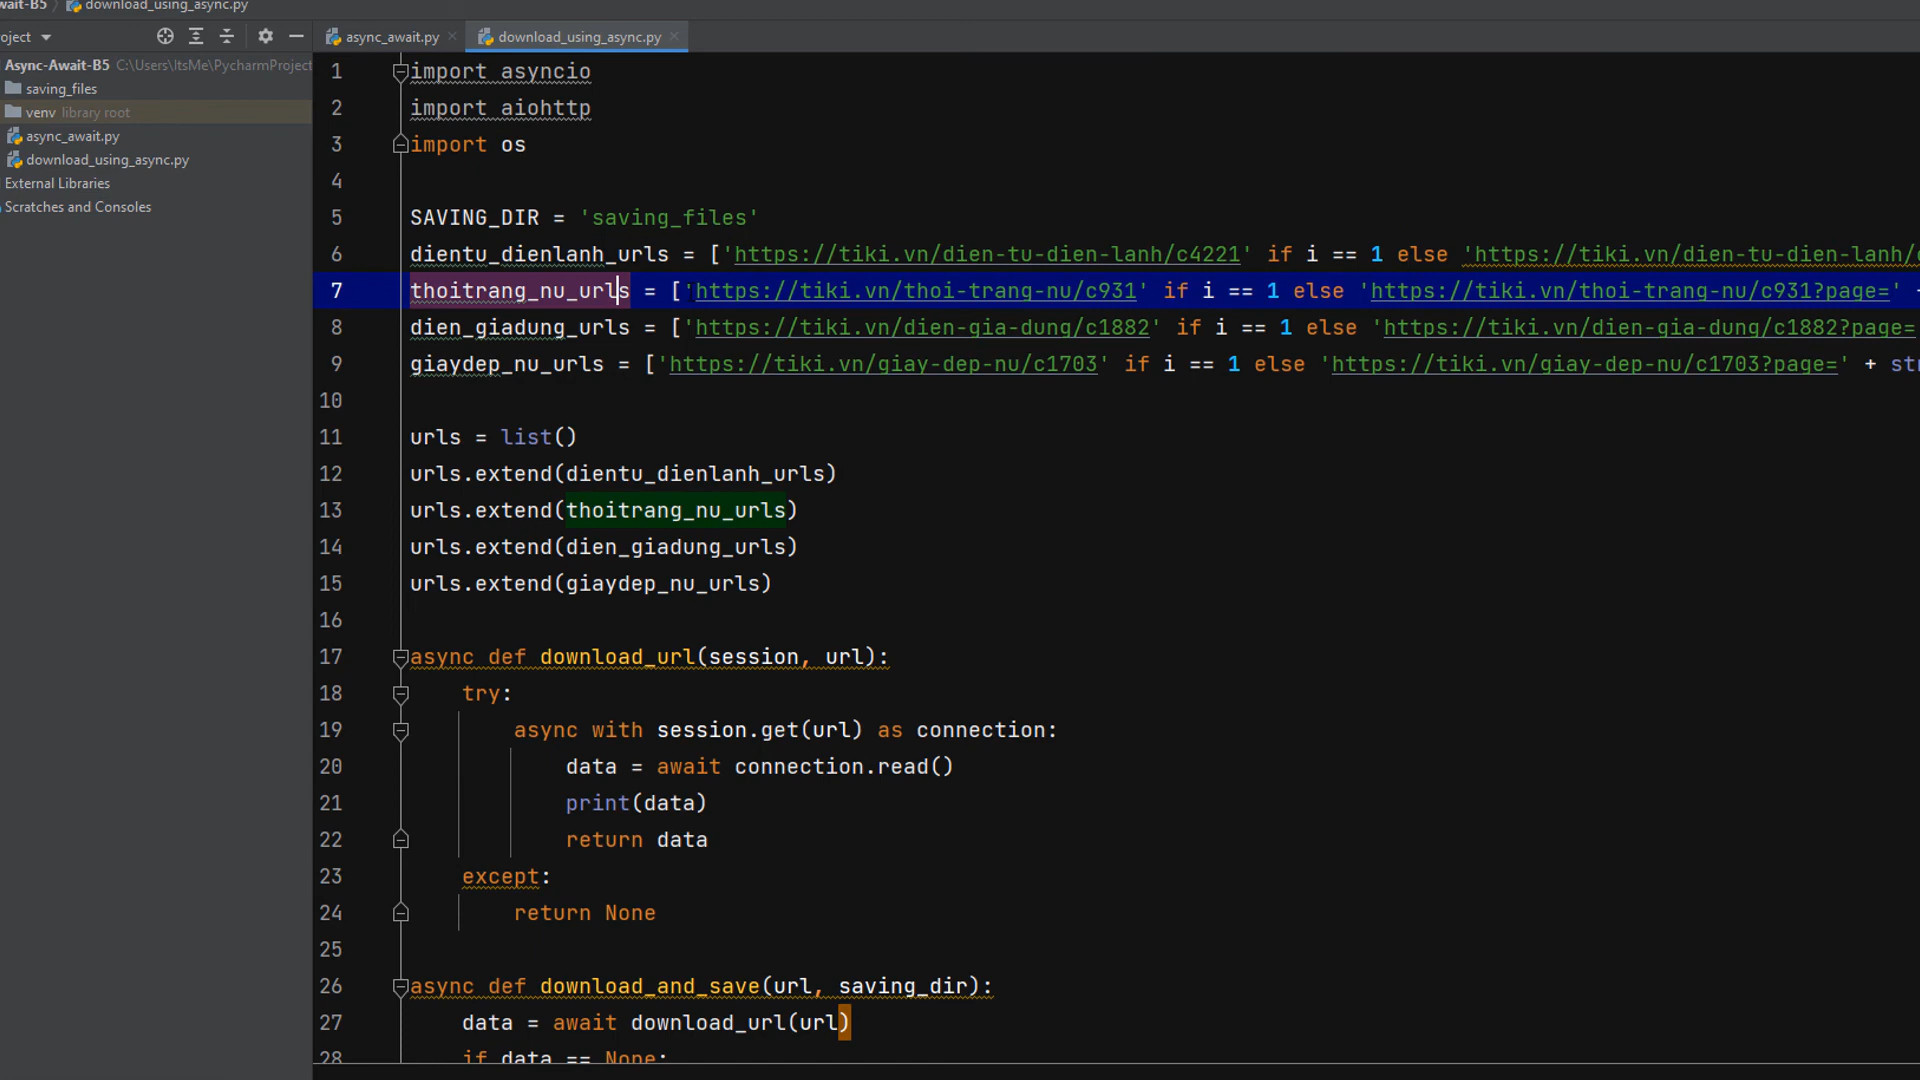 wait-B5 download_using_async.py
oject async_await.py download_using_async.py
Async-Await-B5 C:\Users\ItsMe\PycharmProject
saving_files
venv library root
async_await.py
download_using_async.py
External Libraries
Scratches and Consoles
1 import asyncio
2 import aiohttp
3 import os
4
5 SAVING_DIR = 'saving_files'
6 dientu_dienlanh_urls = ['https://tiki.vn/dien-tu-dien-lanh/c4221' if i == 1 else 'https://tiki.vn/dien-tu-dien-lanh/c
7 thoitrang_nu_urls = ['https://tiki.vn/thoi-trang-nu/c931' if i == 1 else 'https://tiki.vn/thoi-trang-nu/c931?page=' +
8 dien_giadung_urls = ['https://tiki.vn/dien-gia-dung/c1882' if i == 1 else 'https://tiki.vn/dien-gia-dung/c1882?page=
9 giaydep_nu_urls = ['https://tiki.vn/giay-dep-nu/c1703' if i == 1 else 'https://tiki.vn/giay-dep-nu/c1703?page=' + str
10
11 urls = list()
12 urls.extend(dientu_dienlanh_urls)
13 urls.extend(thoitrang_nu_urls)
14 urls.extend(dien_giadung_urls)
15 urls.extend(giaydep_nu_urls)
16
17 async def download_url(session, url):
18 try:
19 async with session.get(url) as connection:
20 data = await connection.read()
21 print(data)
22 return data
23 except:
24 return None
25
26 async def download_and_save(url, saving_dir):
27 data = await download_url(url)
28 if data == None: